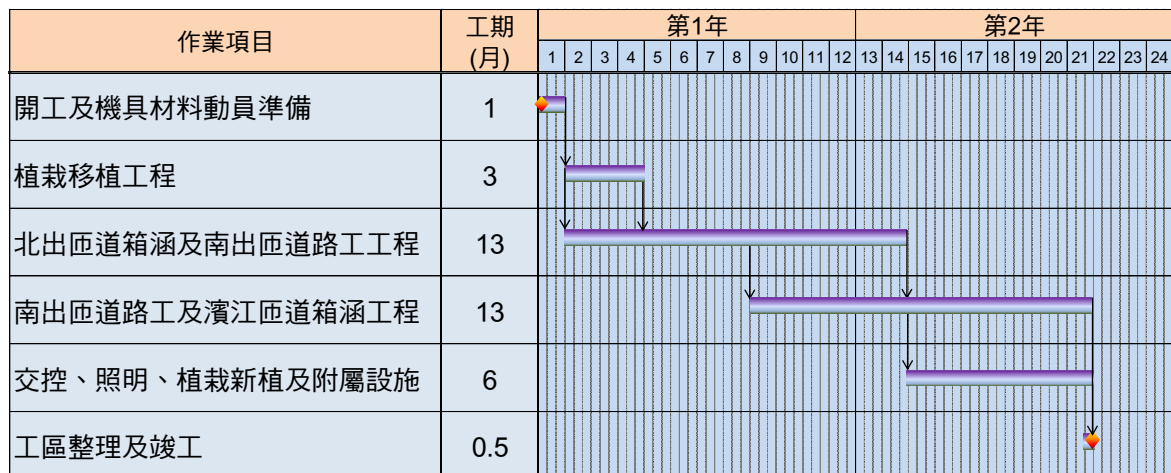 作業項目 工期(月) 第1年 第2年
1 2 3 4 5 6 7 8 9 10 11 12 13 14 15 16 17 18 19 20 21 22 23 24
開工及機具材料動員準備 1
植栽移植工程 3
北出匝道箱涵及南出匝道路工工程 13
南出匝道路工及濱江匝道箱涵工程 13
交控、照明、植栽新植及附屬設施 6
工區整理及竣工 0.5